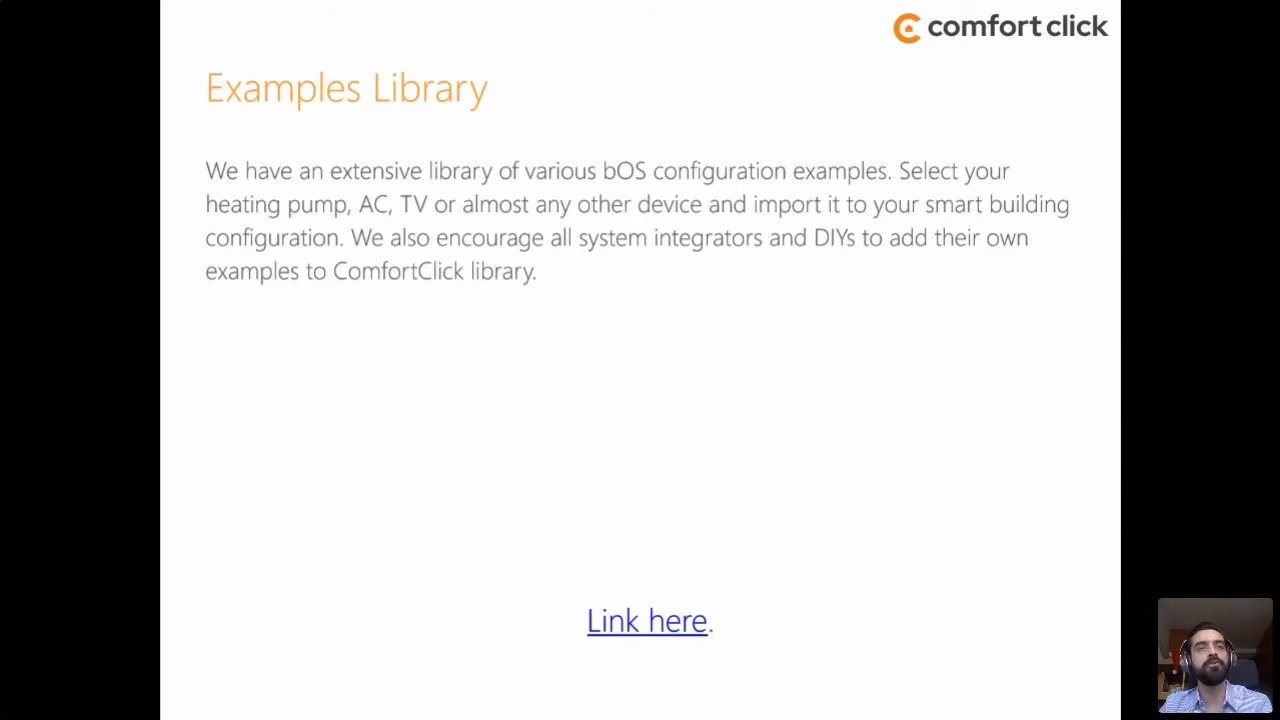 comfort click
Examples Library
We have an extensive library of various bOS configuration examples. Select your
heating pump, AC, TV or almost any other device and import it to your smart building
configuration. We also encourage all system integrators and DIYs to add their own
examples to ComfortClick library.
Link here.